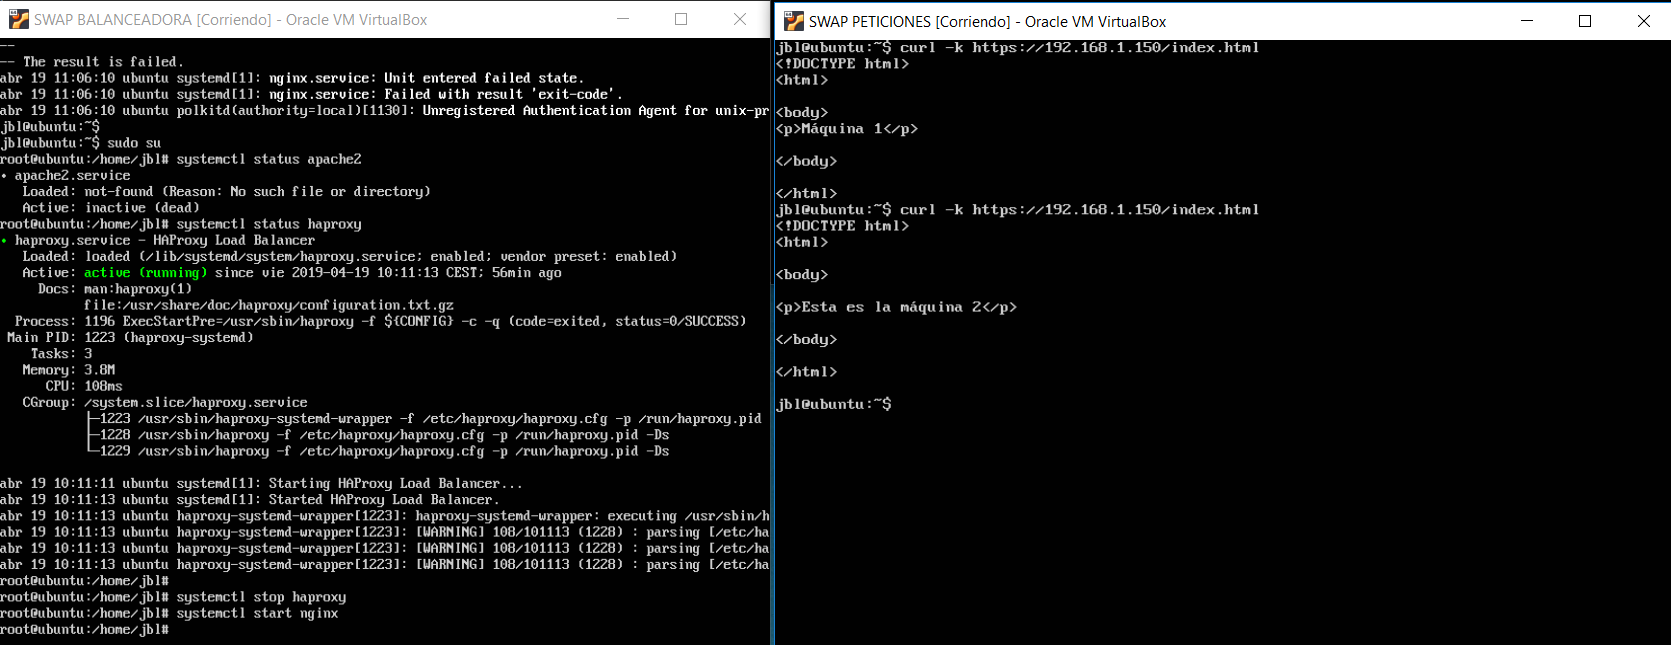 SWAP BALANCEADORA [Corriendo] - Oracle VM VirtualBox
--
-- The result is failed.
abr 19 11:06:10 ubuntu systemd[1]: nginx.service: Unit entered failed state.
abr 19 11:06:10 ubuntu systemd[1]: nginx.service: Failed with result 'exit-code'.
abr 19 11:06:10 ubuntu polkitd(authority=local)[1130]: Unregistered Authentication Agent for unix-pr
jbl@ubuntu:~$
jbl@ubuntu:~$ sudo su
root@ubuntu:/home/jbl# systemctl status apache2
• apache2.service
   Loaded: not-found (Reason: No such file or directory)
   Active: inactive (dead)
root@ubuntu:/home/jbl# systemctl status haproxy
• haproxy.service - HAProxy Load Balancer
   Loaded: loaded (/lib/systemd/system/haproxy.service; enabled; vendor preset: enabled)
   Active: active (running) since vie 2019-04-19 10:11:13 CEST; 56min ago
     Docs: man:haproxy(1)
           file:/usr/share/doc/haproxy/configuration.txt.gz
  Process: 1196 ExecStartPre=/usr/sbin/haproxy -f ${CONFIG} -c -q (code=exited, status=0/SUCCESS)
 Main PID: 1223 (haproxy-systemd)
    Tasks: 3
   Memory: 3.8M
      CPU: 108ms
   CGroup: /system.slice/haproxy.service
           ├─1223 /usr/sbin/haproxy-systemd-wrapper -f /etc/haproxy/haproxy.cfg -p /run/haproxy.pid
           ├─1228 /usr/sbin/haproxy -f /etc/haproxy/haproxy.cfg -p /run/haproxy.pid -Ds
           └─1229 /usr/sbin/haproxy -f /etc/haproxy/haproxy.cfg -p /run/haproxy.pid -Ds
abr 19 10:11:11 ubuntu systemd[1]: Starting HAProxy Load Balancer...
abr 19 10:11:13 ubuntu systemd[1]: Started HAProxy Load Balancer.
abr 19 10:11:13 ubuntu haproxy-systemd-wrapper[1223]: haproxy-systemd-wrapper: executing /usr/sbin/h
abr 19 10:11:13 ubuntu haproxy-systemd-wrapper[1223]: [WARNING] 108/101113 (1228) : parsing [/etc/ha
abr 19 10:11:13 ubuntu haproxy-systemd-wrapper[1223]: [WARNING] 108/101113 (1228) : parsing [/etc/ha
abr 19 10:11:13 ubuntu haproxy-systemd-wrapper[1223]: [WARNING] 108/101113 (1228) : parsing [/etc/ha
root@ubuntu:/home/jbl#
root@ubuntu:/home/jbl# systemctl stop haproxy
root@ubuntu:/home/jbl# systemctl start nginx
root@ubuntu:/home/jbl#
SWAP PETICIONES [Corriendo] - Oracle VM VirtualBox
jbl@ubuntu:~$ curl -k https://192.168.1.150/index.html
<!DOCTYPE html>
<html>
<body>
<p>Máquina 1</p>
</body>
</html>
jbl@ubuntu:~$ curl -k https://192.168.1.150/index.html
<!DOCTYPE html>
<html>
<body>
<p>Esta es la máquina 2</p>
</body>
</html>
jbl@ubuntu:~$